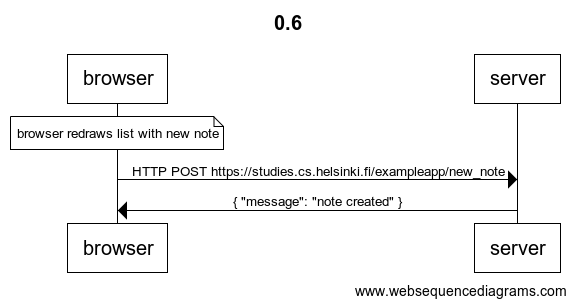 0.6
browser server
browser redraws list with new note
HTTP POST https://studies.cs.helsinki.fi/exampleapp/new_note
{ "message": "note created" }
browser server
www.websequencediagrams.com